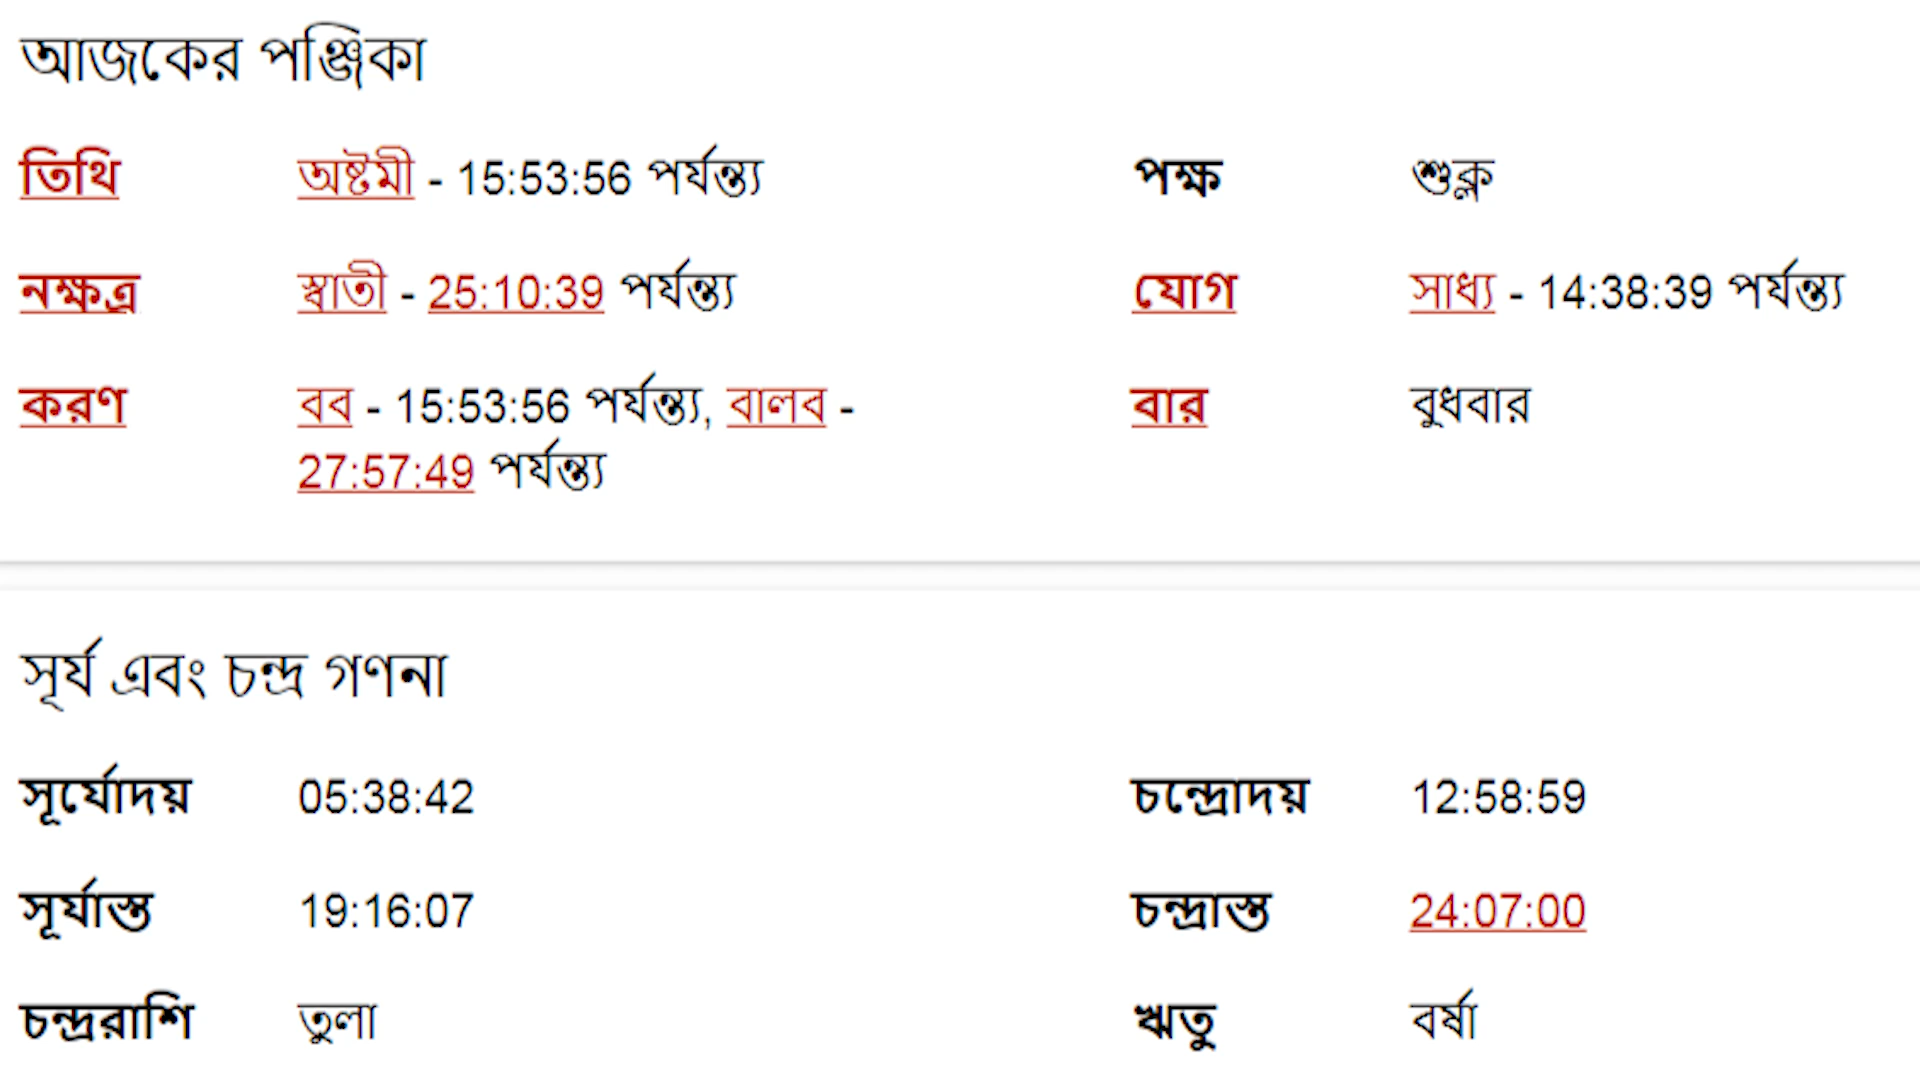 আজকের পঞ্জিকা
তিথি অষ্টমী - 15:53:56 পর্যন্ত্য পক্ষ শুক্ল
নক্ষত্র স্বাতী - 25:10:39 পর্যন্ত্য যোগ সাধ্য - 14:38:39 পর্যন্ত্য
করণ বব - 15:53:56 পর্যন্ত্য, বালব - বার বুধবার
27:57:49 পর্যন্ত্য
সূর্য এবং চন্দ্র গণনা
সূর্যোদয় 05:38:42 চন্দ্রোদয় 12:58:59
সূর্যাস্ত 19:16:07 চন্দ্রাস্ত 24:07:00
চন্দ্ররাশি তুলা ঋতু বর্ষা